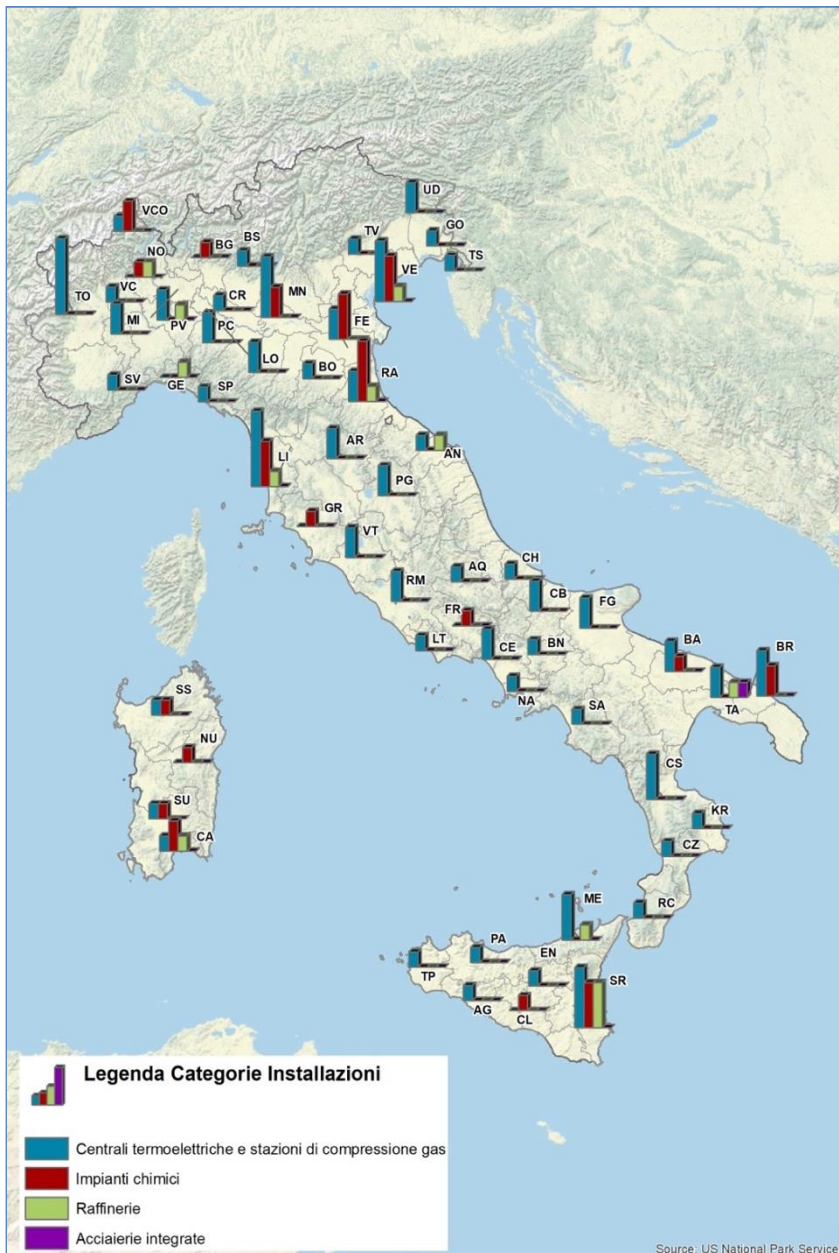 UD
VCO
GO
BG
BS
TV
TS
NO
VE
VC
TO
CR
MN
MI
PV
PC
FE
LO
BO
RA
SV
GE
SP
AR
AN
LI
PG
GR
VT
AQ
CH
RM
CB
FG
FR
LT
CE
BN
BA
BR
NA
SA
TA
SS
NU
CS
SU
KR
CA
CZ
ME
RC
PA
EN
TP
SR
AG
CL
Legenda Categorie Installazioni
Centrali termoelettriche e stazioni di compressione gas
Impianti chimici
Raffinerie
Acciaierie integrate
Source: US National Park Service